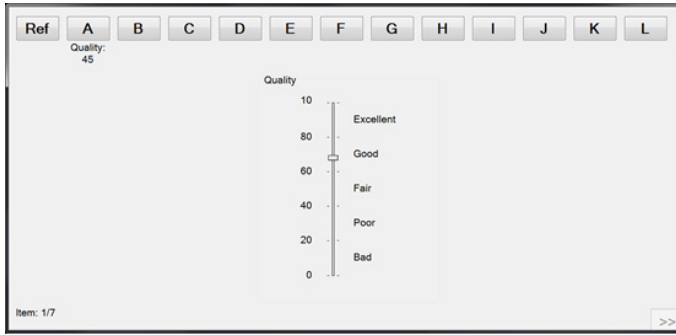 Ref A B C D E F G H I J K L
Quality:
45
Quality
10
Excellent
80
Good
60
Fair
40
Poor
20
Bad
0
Item: 1/7
>>